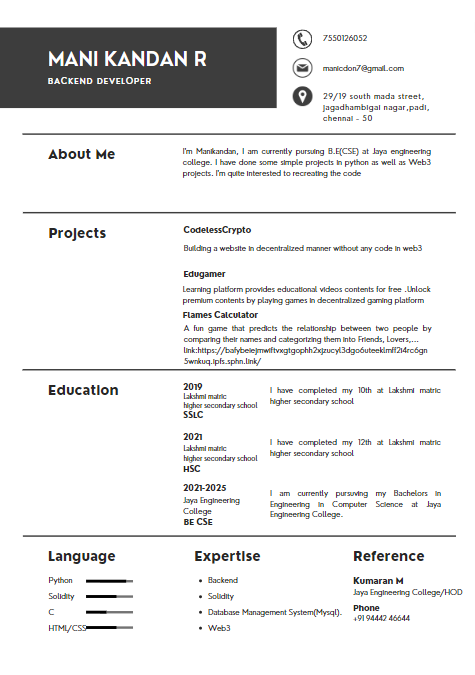 MANI KANDAN R
BACKEND DEVELOPER
7550126052
manicdon7@gmail.com
29/19 south mada street,
jagadhambigai nagar,padi,
chennai - 50
About Me
I'm Manikandan, I am currently pursuing B.E(CSE) at Jaya engineering
college. I have done some simple projects in python as well as Web3
projects. I'm quite interested to recreating the code
Projects
CodelessCrypto
Building a website in decentralized manner without any code in web3
Edugamer
Learning platform provides educational videos contents for free .Unlock
premium contents by playing games in decentralized gaming platform
Flames Calculator
A fun game that predicts the relationship between two people by
comparing their names and categorizing them into Friends, Lovers,...
link:https://bafybeiejmwiftvxgtgophh2xjzucyl3dgo6uteeklmff2i4rc6gn
5wnkuq.ipfs.sphn.link/
Education
2019
Lakshmi matric
higher secondary school
SSLC
I have completed my 10th at Lakshmi matric
higher secondary school
2021
Lakshmi matric
higher secondary school
HSC
I have completed my 12th at Lakshmi matric
higher secondary school
2021-2025
Jaya Engineering
College
BE CSE
I am currently pursuving my Bachelors in
Engineering in Computer Science at Jaya
Engineering College.
Language
Python
Solidity
C
HTML/CSS
Expertise
• Backend
• Solidity
• Database Management System(Mysql).
• Web3
Reference
Kumaran M
Jaya Engineering College/HOD
Phone
+91 94442 46644